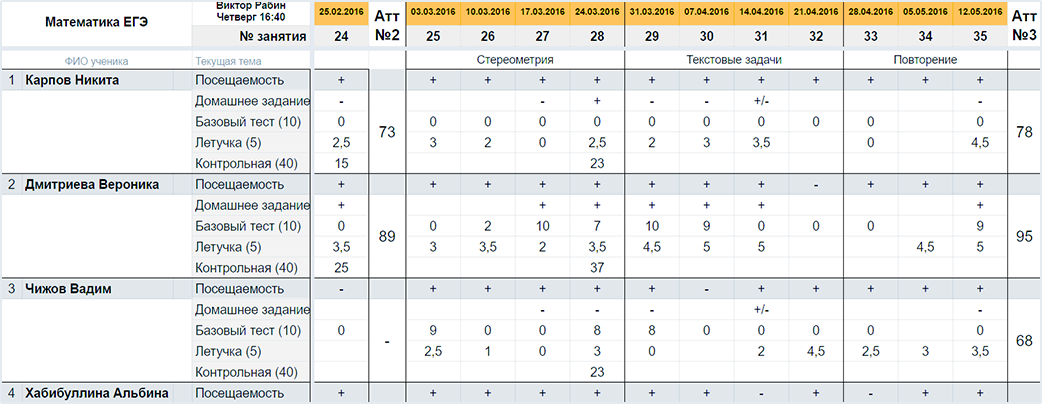 Математика ЕГЭ Виктор Рабин Четверг 16:40 25.02.2016 Атт №2 03.03.2016 10.03.2016 17.03.2016 24.03.2016 31.03.2016 07.04.2016 14.04.2016 21.04.2016 28.04.2016 05.05.2016 12.05.2016 Атт №3
№ занятия 24 25 26 27 28 29 30 31 32 33 34 35
ФИО ученика Текущая тема Стереометрия Текстовые задачи Повторение
1 Карпов Никита Посещаемость + + + + + + + + + + + +
Домашнее задание - - + - - +/- -
Базовый тест (10) 0 73 0 0 0 0 0 0 0 0 0 0 78
Летучка (5) 2,5 3 2 0 2,5 2 3 3,5 0 4,5
Контрольная (40) 15 23
2 Дмитриева Вероника Посещаемость + + + + + + + + - + + +
Домашнее задание + + + + + + +
Базовый тест (10) 0 89 0 2 10 7 10 9 0 0 0 9 95
Летучка (5) 3,5 3 3,5 2 3,5 4,5 5 5 4,5 5
Контрольная (40) 25 37
3 Чижов Вадим Посещаемость - + + + + + - + + + + +
Домашнее задание - - - +/- -
Базовый тест (10) 0 - 9 0 0 8 8 0 0 0 0 0 0 68
Летучка (5) 2,5 1 0 3 0 2 4,5 2,5 3 3,5
Контрольная (40) 23
4 Хабибуллина Альбина Посещаемость + + + + + + + - + - + +